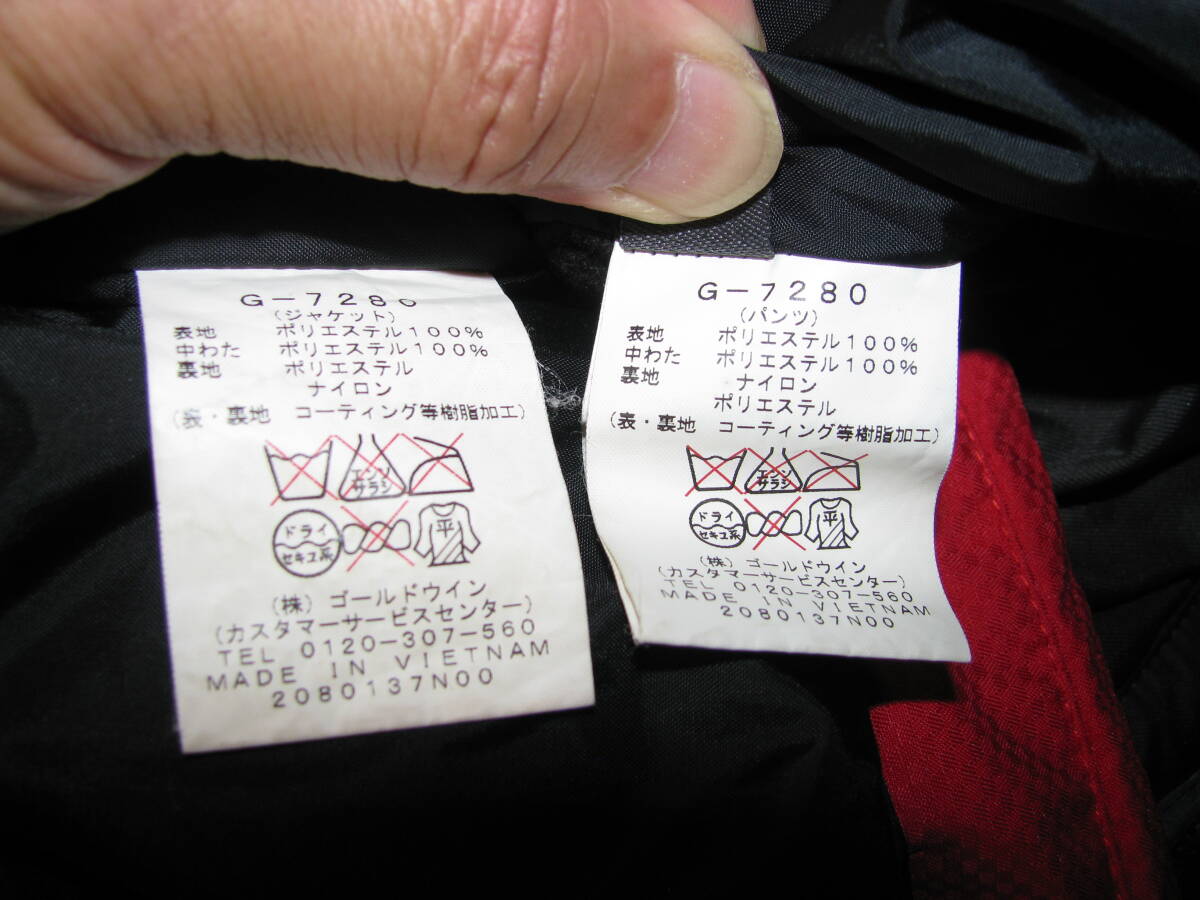 G-7280
(ジャケット)
表地 ポリエステル100%
中わた ポリエステル100%
裏地 ポリエステル
ナイロン
(表・裏地 コーティング等樹脂加工)
エンソ
サラシ
ドライ
セキユ系
平
(株) ゴールドウイン
(カスタマーサービスセンター)
TEL 0120-307-560
MADE IN VIETNAM
2080137N00
G-7280
(パンツ)
表地 ポリエステル100%
中わた ポリエステル100%
裏地 ナイロン
ポリエステル
(表・裏地 コーティング等樹脂加工)
エンソ
サラシ
ドライ
セキユ系
平
(株) ゴールドウイン
(カスタマーサービスセンター)
TEL 0120-307-560
MADE IN VIETNAM
2080137N00